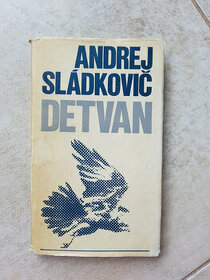 ANDREJ
SLÁDKOVIČ
DETVAN